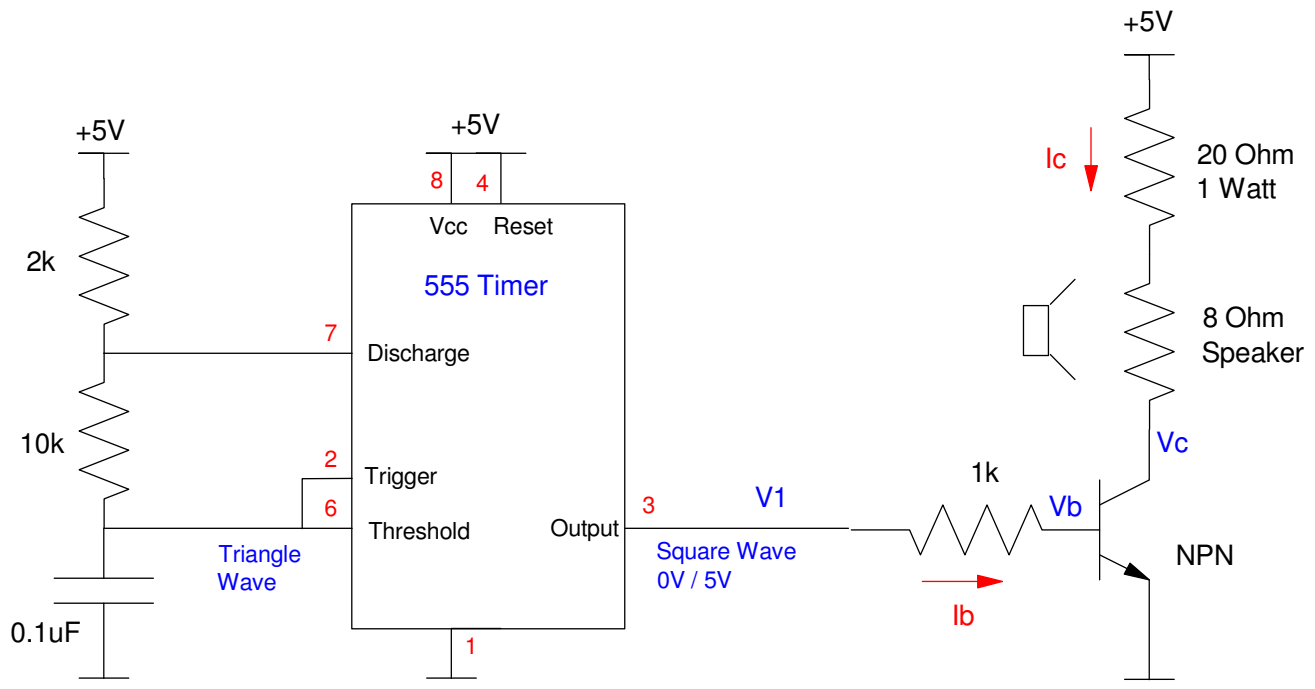 +5V
+5V
+5V
8
4
Ic
20 Ohm
1 Watt
Vcc
Reset
2k
555 Timer
7
Discharge
8 Ohm
Speaker
10k
2
Trigger
6
Threshold
Vc
1k
V1
Vb
3
Output
Triangle
Wave
Square Wave
0V / 5V
NPN
Ib
0.1uF
1